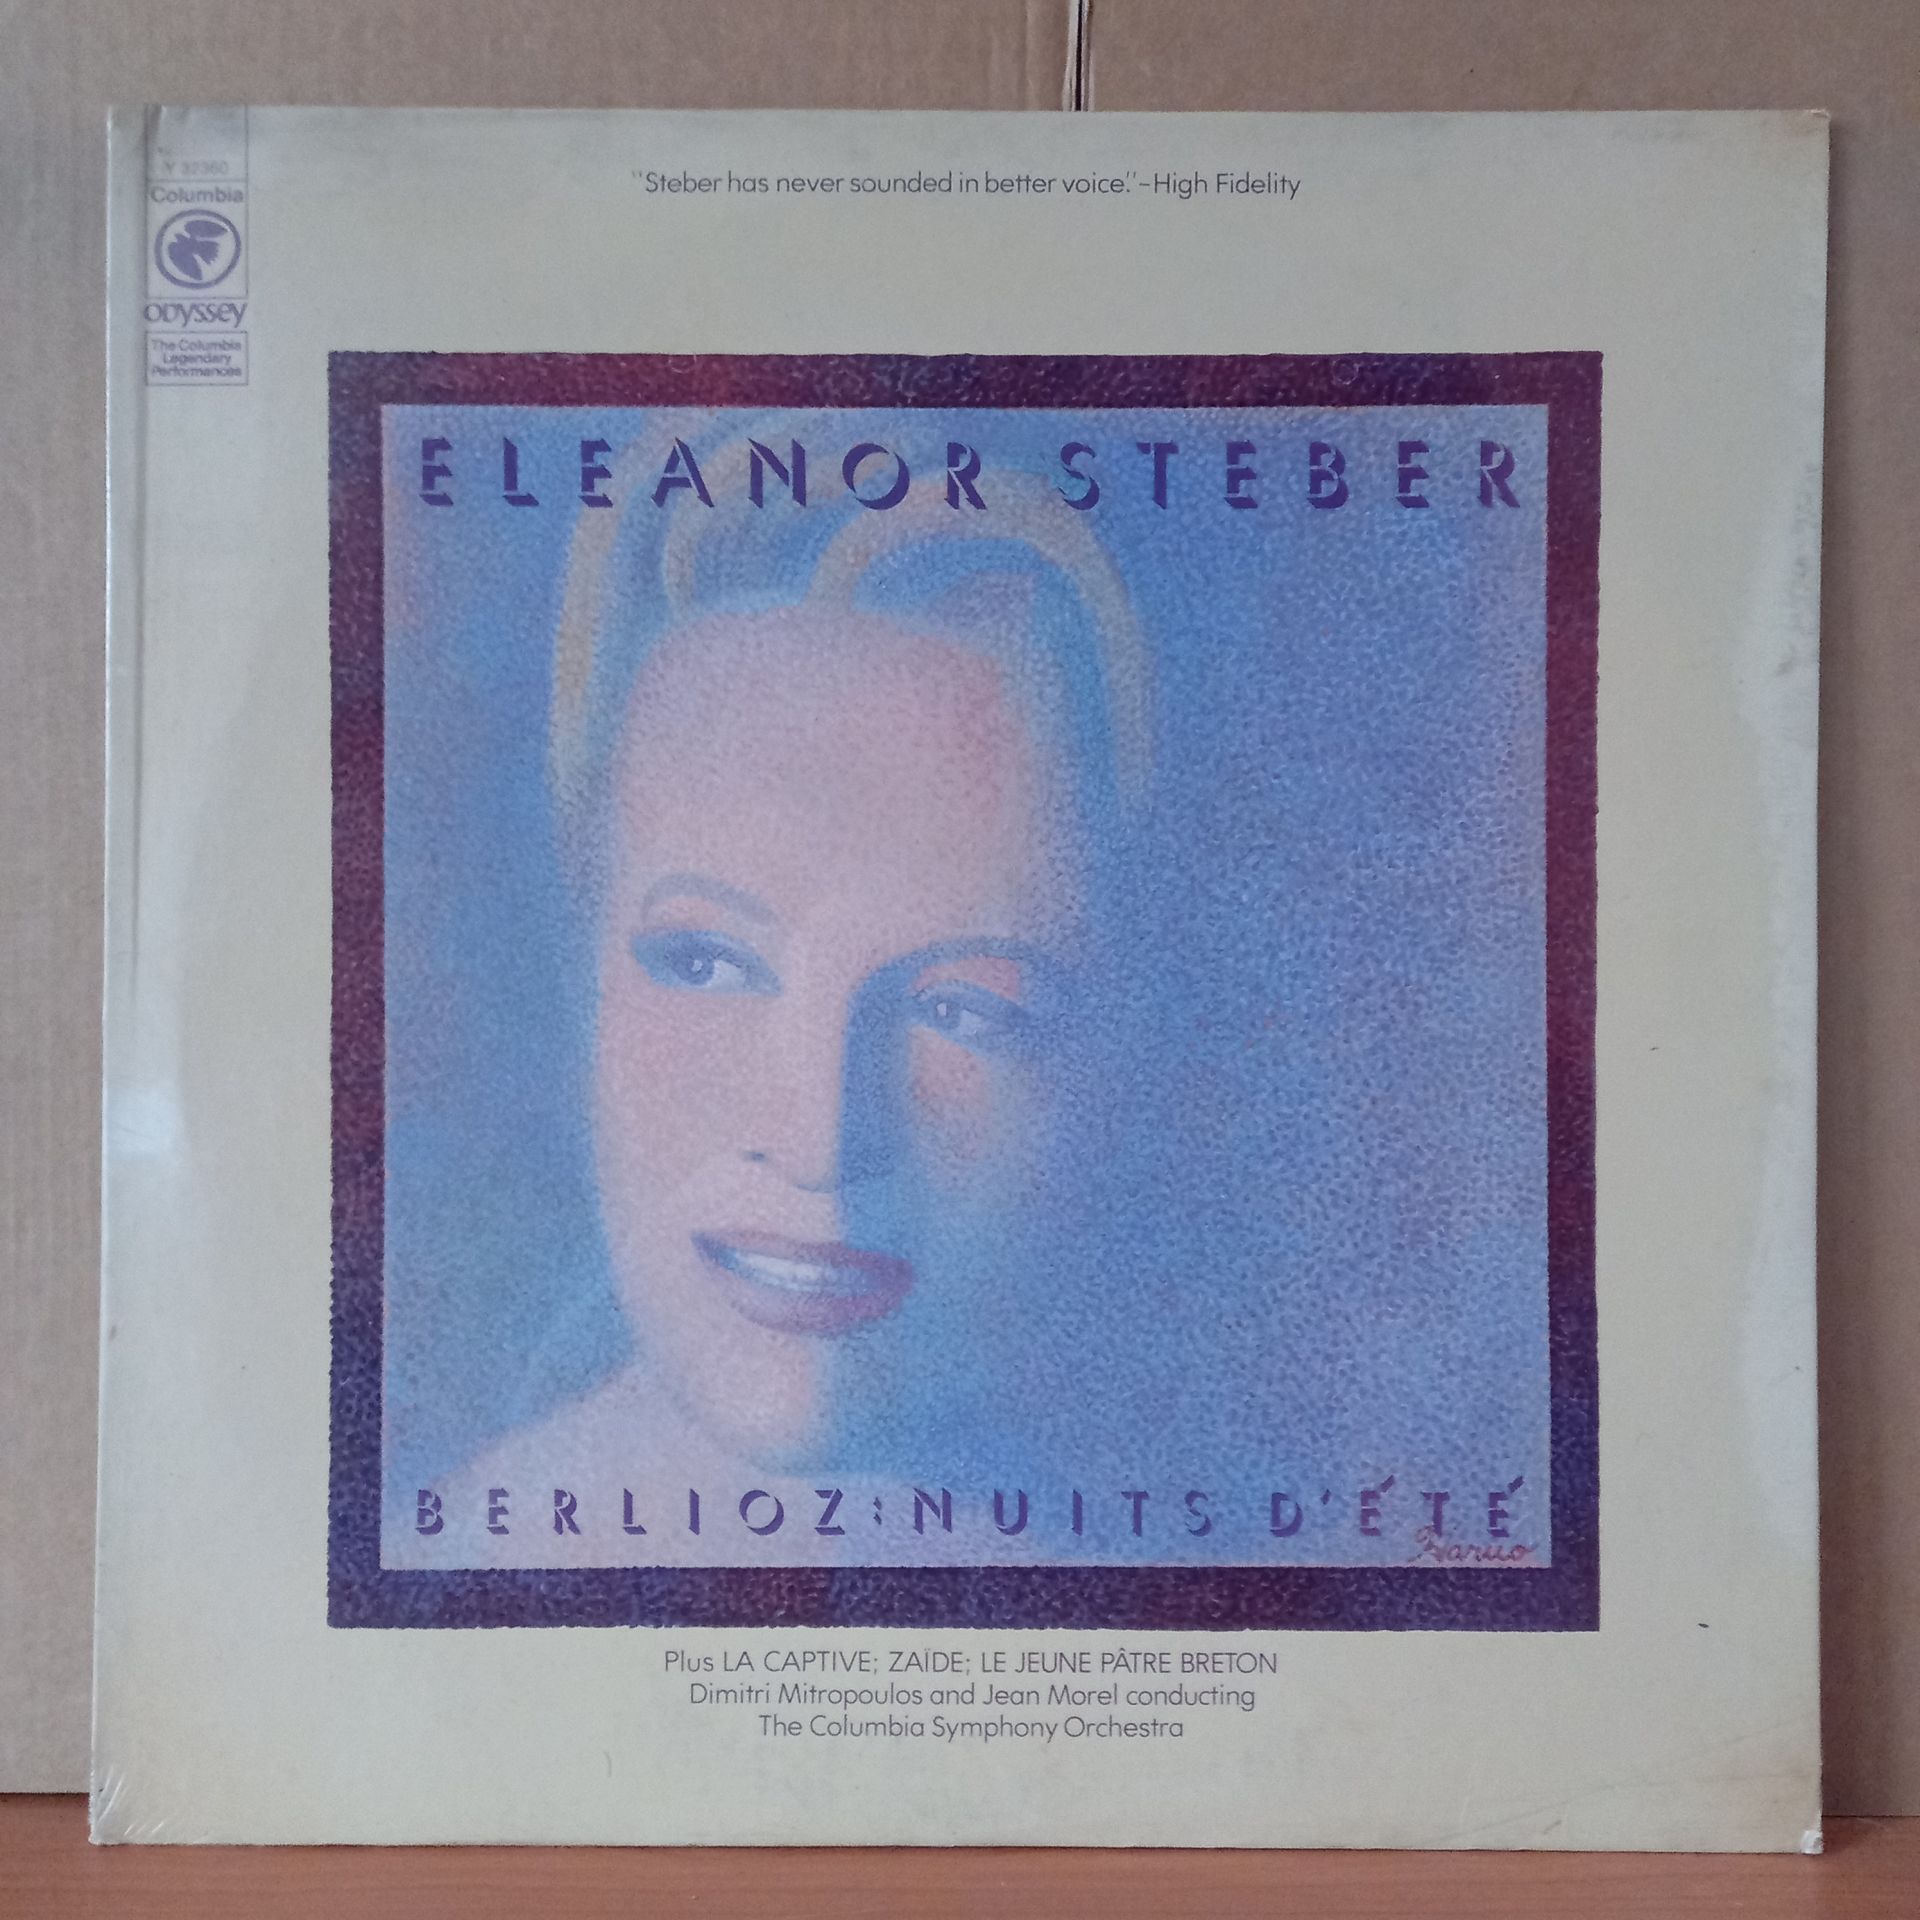 Y 32360
Columbia
ODYSSEY
The Columbia
Legendary
Performances
"Steber has never sounded in better voice."–High Fidelity
ELEANOR STEBER
BERLIOZ: NUITS D'ÉTÉ
Haruo
Plus LA CAPTIVE; ZAÏDE; LE JEUNE PÂTRE BRETON
Dimitri Mitropoulos and Jean Morel conducting
The Columbia Symphony Orchestra